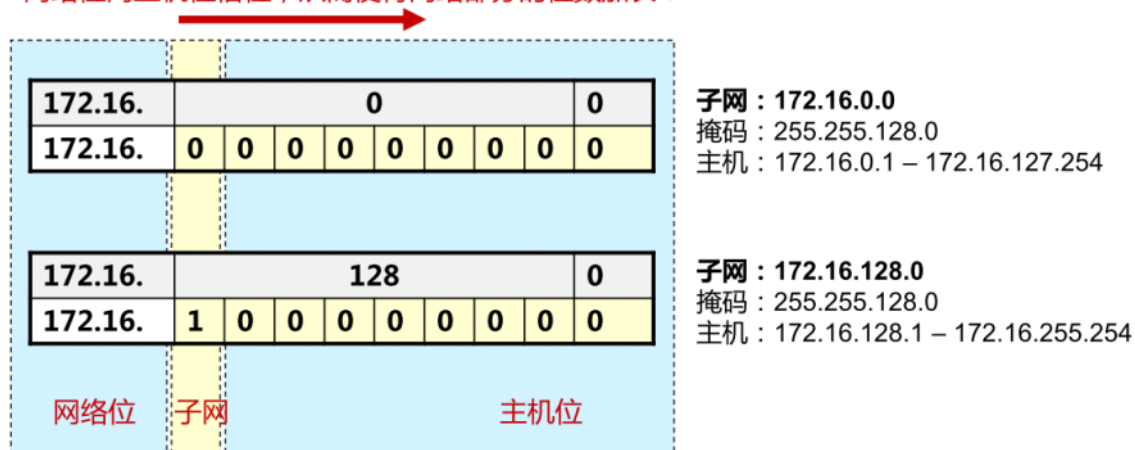 172.16. 0 0
172.16. 0 0 0 0 0 0 0 0 0
子网：172.16.0.0
掩码：255.255.128.0
主机：172.16.0.1 – 172.16.127.254
172.16. 128 0
172.16. 1 0 0 0 0 0 0 0 0
子网：172.16.128.0
掩码：255.255.128.0
主机：172.16.128.1 – 172.16.255.254
网络位 子网 主机位